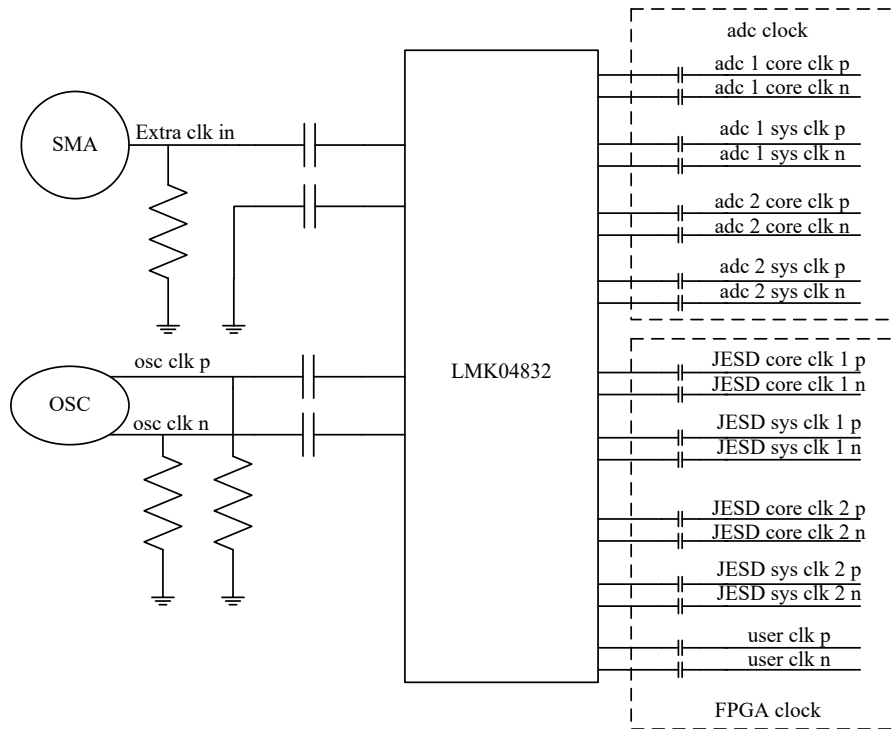 adc clock
adc 1 core clk p
adc 1 core clk n
SMA
Extra clk in
adc 1 sys clk p
adc 1 sys clk n
adc 2 core clk p
adc 2 core clk n
adc 2 sys clk p
adc 2 sys clk n
osc clk p
OSC
osc clk n
LMK04832
JESD core clk 1 p
JESD core clk 1 n
JESD sys clk 1 p
JESD sys clk 1 n
JESD core clk 2 p
JESD core clk 2 n
JESD sys clk 2 p
JESD sys clk 2 n
user clk p
user clk n
FPGA clock